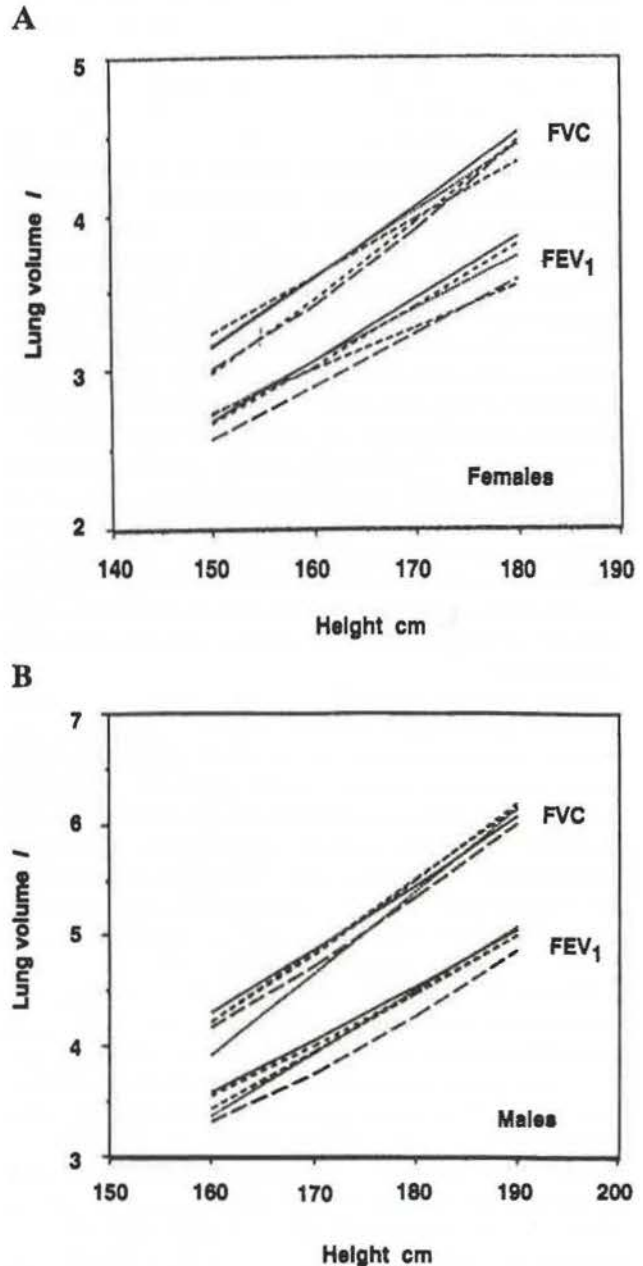 A
5
FVC
4
FEV1
3
Females
2
140 150 160 170 180 190
Lung volume l
Height cm
B
7
6
FVC
5
FEV1
4
Males
3
150 160 170 180 190 200
Lung volume l
Height cm